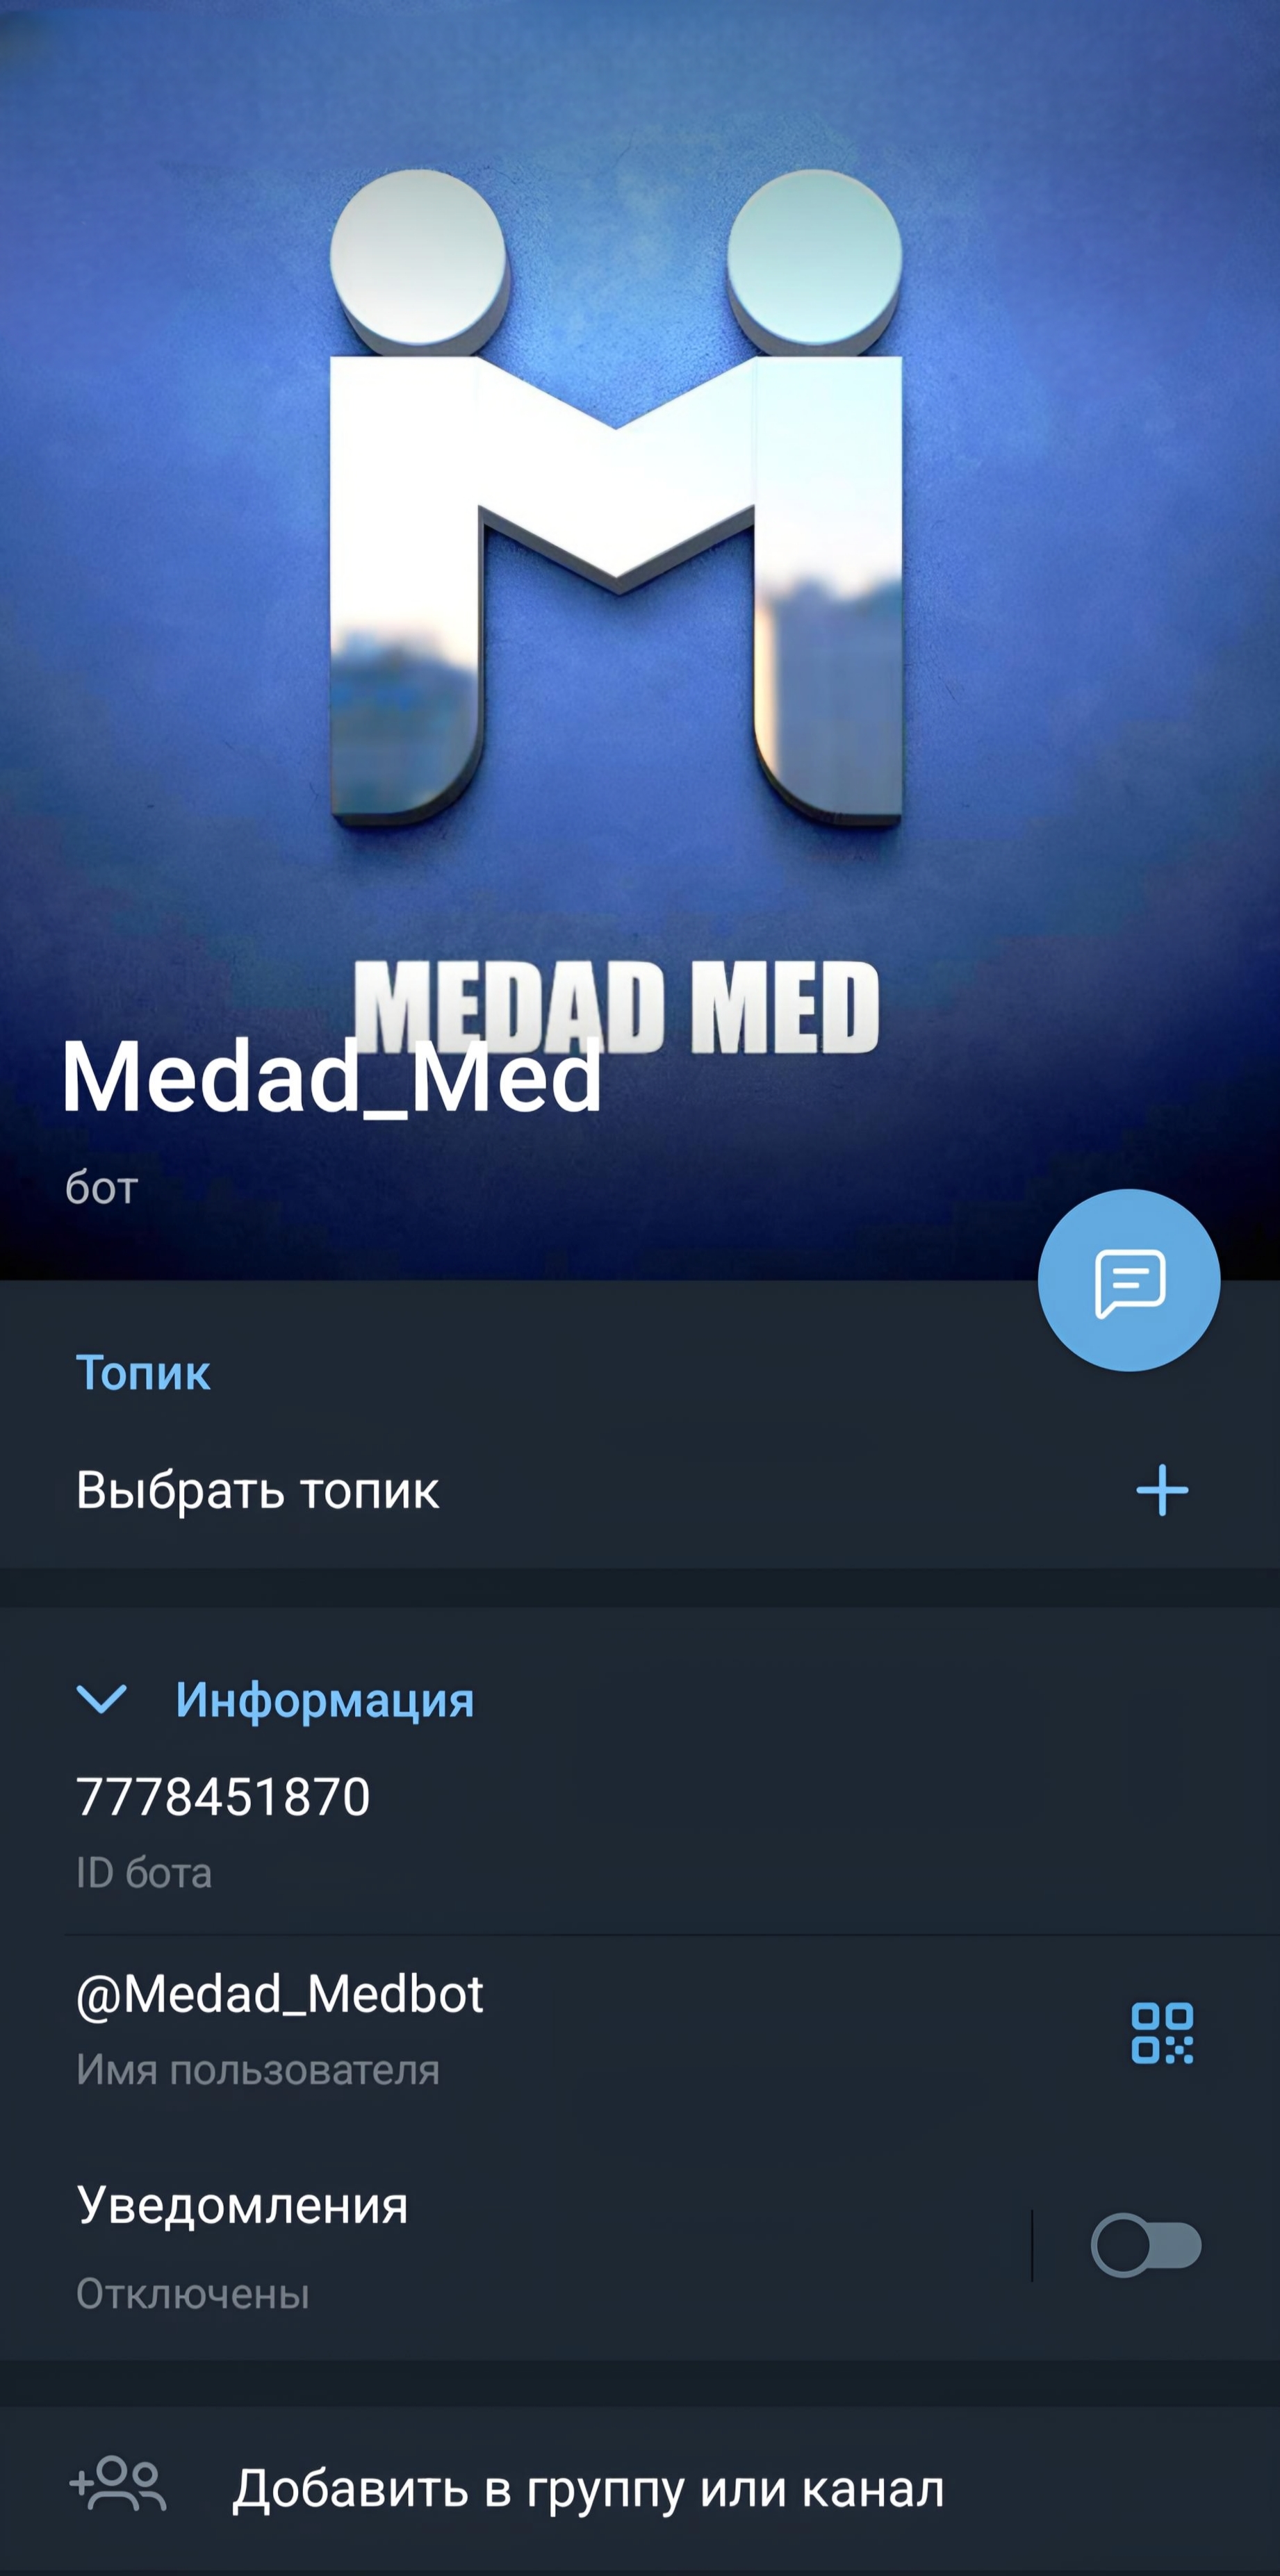 MEDAD MED
Medad_Med
бот
Топик
Выбрать топик
Информация
7778451870
ID бота
@Medad_Medbot
Имя пользователя
Уведомления
Отключены
Добавить в группу или канал